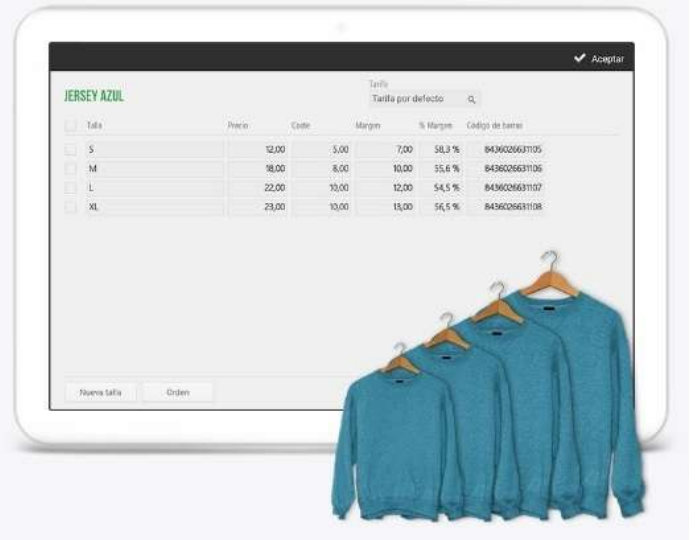 Aceptar
JERSEY AZUL
Tarifa
Tarifa por defecto
Talla Precio Coste Margen % Margen Código de barras
S 12,00 5,00 7,00 58,3 % 8436026631105
M 18,00 8,00 10,00 55,6 % 8436026631106
L 22,00 10,00 12,00 54,5 % 8436026631107
XL 23,00 10,00 13,00 56,5 % 8436026631108
Nueva talla Orden